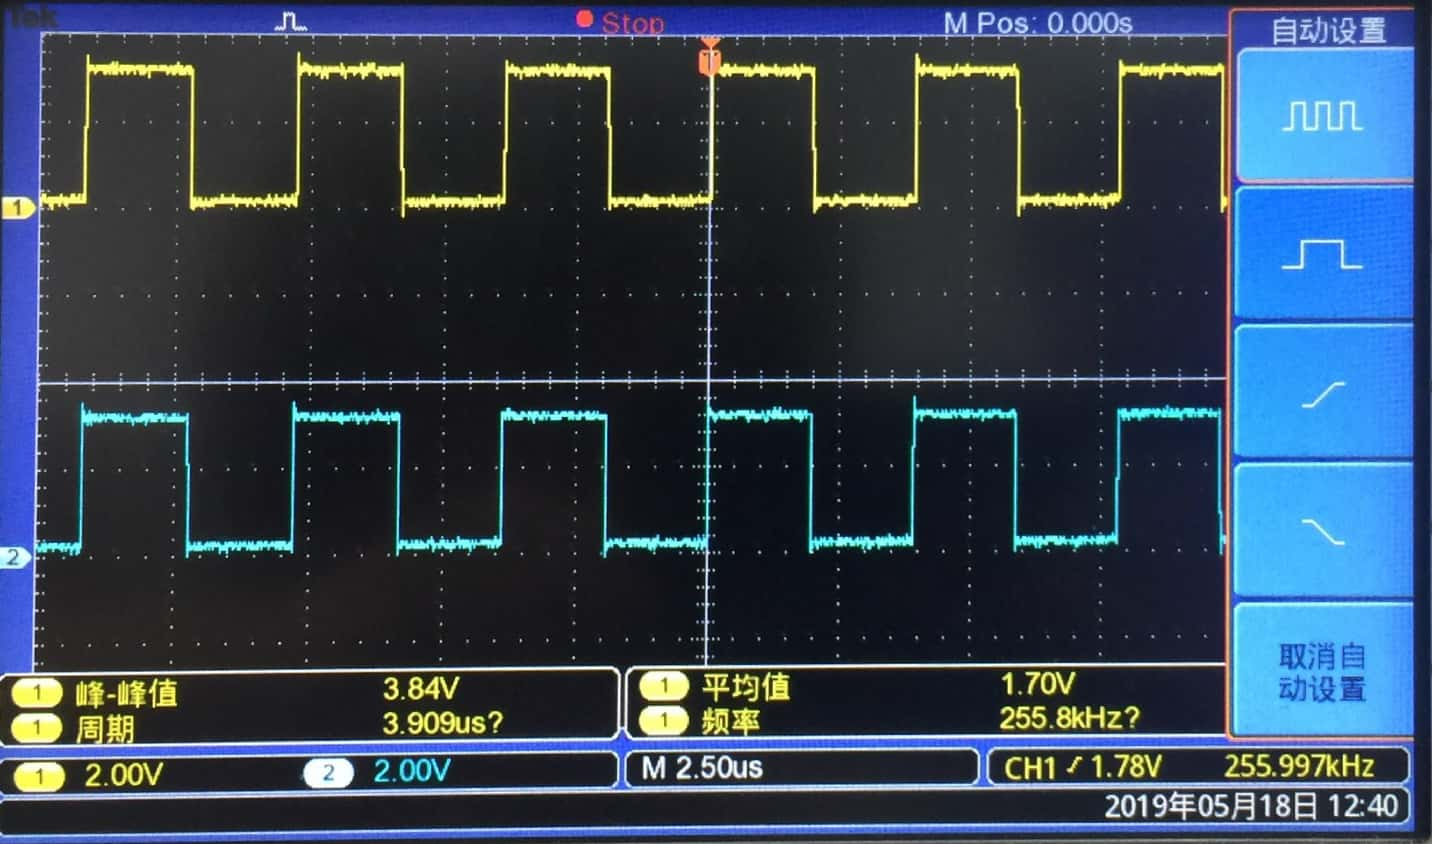 Tek
Stop
M Pos: 0.000s
自动设置
T
1
2
取消自
动设置
1 峰-峰值 3.84V
1 周期 3.909us?
1 平均值 1.70V
1 频率 255.8kHz?
1 2.00V 2 2.00V
M 2.50us
CH1 1.78V 255.997kHz
2019年05月18日 12:40